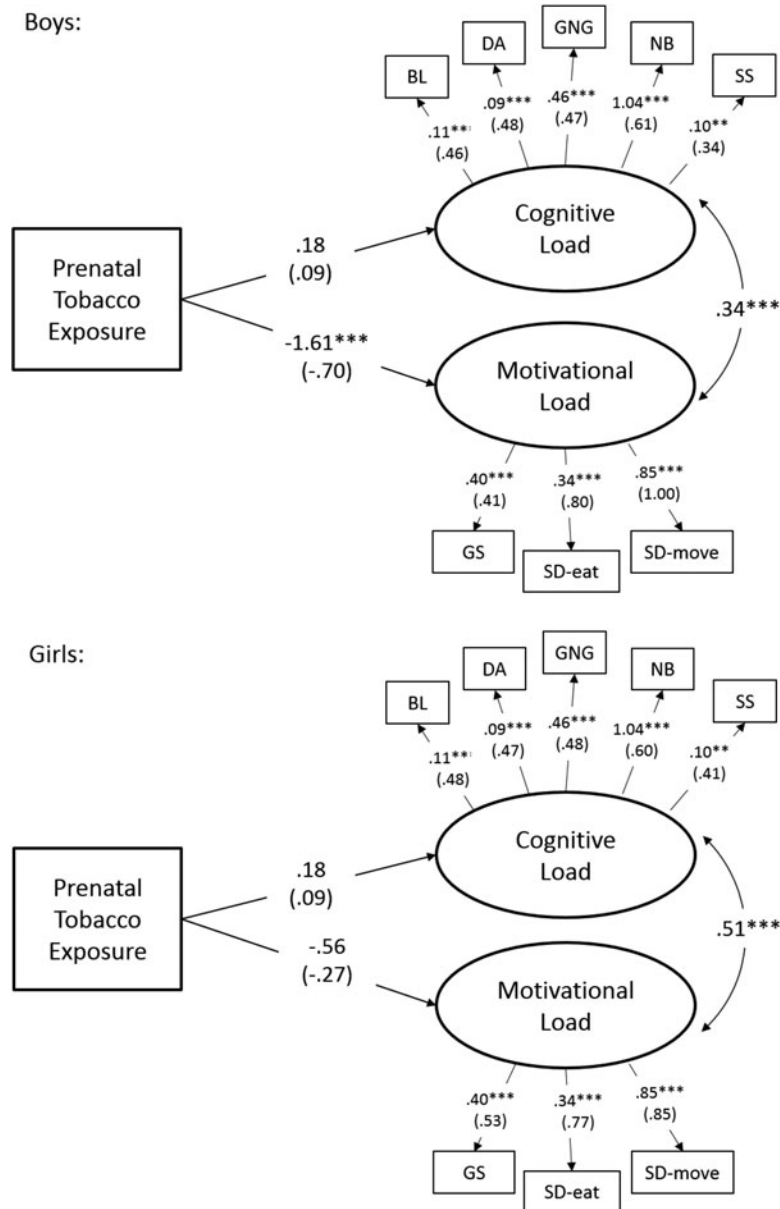 Boys:
BL
DA
GNG
NB
SS
.11**:
(.46)
.09***
(.48)
.46***
(.47)
1.04***
(.61)
.10**
(.34)
Cognitive
Load
Prenatal
Tobacco
Exposure
.18
(.09)
-1.61***
(-.70)
.34***
Motivational
Load
.40***
(.41)
.34***
(.80)
.85***
(1.00)
GS
SD-eat
SD-move
Girls:
BL
DA
GNG
NB
SS
.11**:
(.48)
.09***
(.47)
.46***
(.48)
1.04***
(.60)
.10**
(.41)
Cognitive
Load
Prenatal
Tobacco
Exposure
.18
(.09)
-.56
(-.27)
.51***
Motivational
Load
.40***
(.53)
.34***
(.77)
.85***
(.85)
GS
SD-eat
SD-move